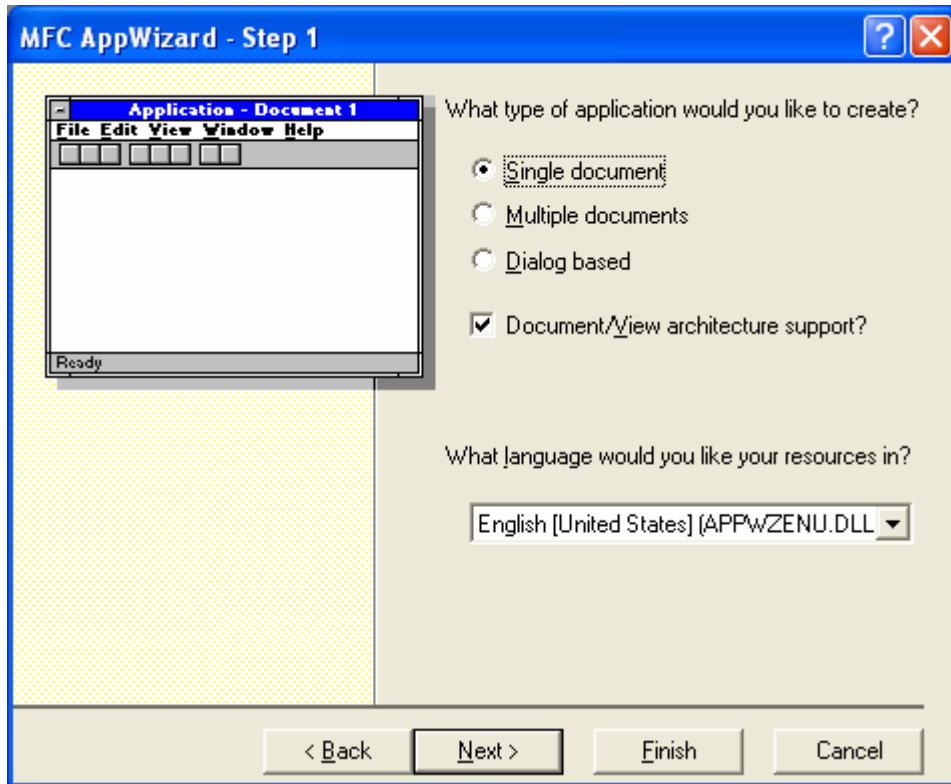 MFC AppWizard - Step 1
Application - Document 1
File Edit View Window Help
Ready
What type of application would you like to create?
Single document
Multiple documents
Dialog based
Document/View architecture support?
What language would you like your resources in?
English [United States] (APPWZENU.DLL
< Back
Next >
Finish
Cancel